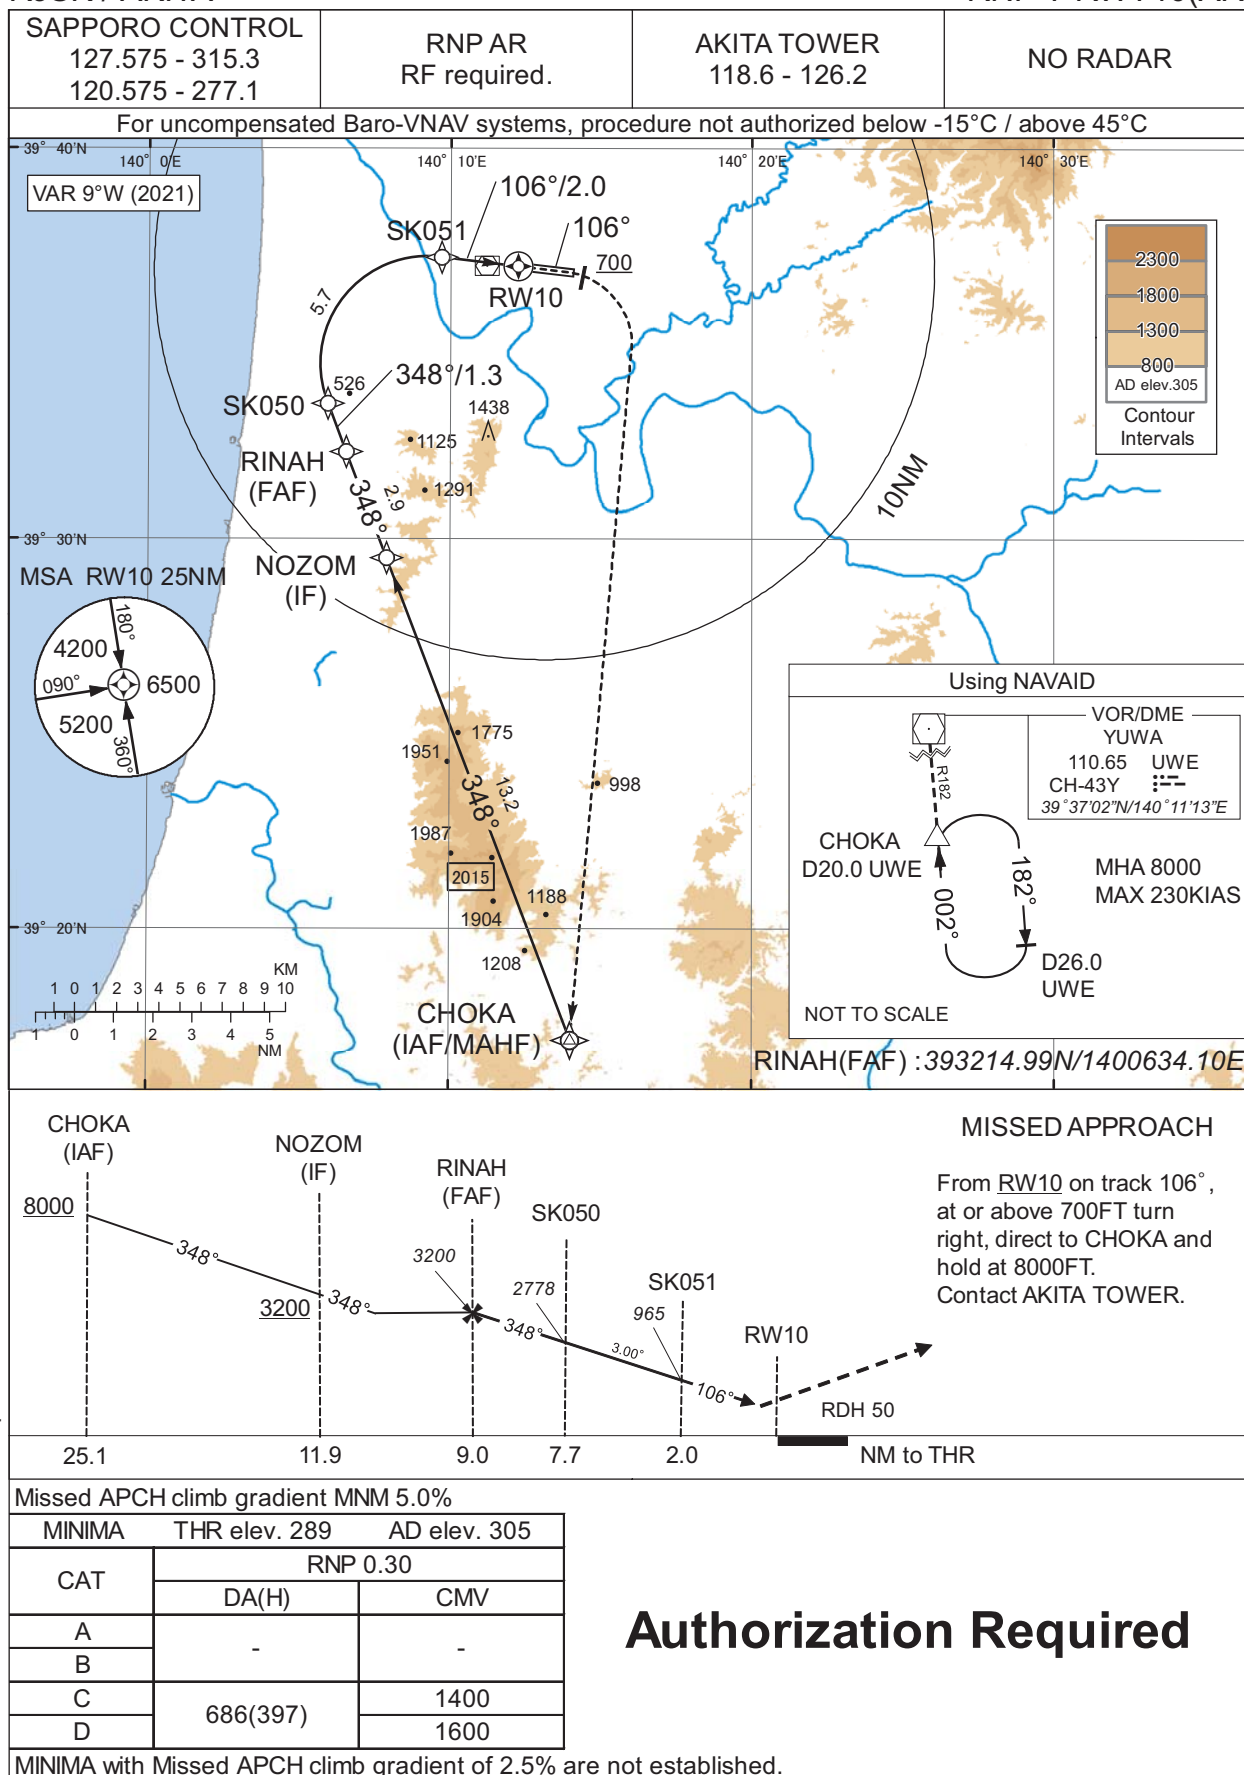 SAPPORO CONTROL
127.575 - 315.3
120.575 - 277.1
RNP AR
RF required.
AKITA TOWER
118.6 - 126.2
NO RADAR
For uncompensated Baro-VNAV systems, procedure not authorized below -15°C / above 45°C
39° 40'N
140° 0'E
140° 10'E
140° 20'E
140° 30'E
VAR 9°W (2021)
106°/2.0
SK051
106°
700
RW10
5.7
2300
1800
1300
800
AD elev.305
Contour
Intervals
526
348°/1.3
SK050
1438
1125
RINAH
(FAF)
348°
2.9
1291
10NM
39° 30'N
NOZOM
(IF)
MSA RW10 25NM
180°
4200
090°
6500
5200
360°
1775
1951
348°
13.2
998
1987
2015
1188
1904
39° 20'N
1208
KM
1 0 1 2 3 4 5 6 7 8 9 10
1 0 1 2 3 4 5
NM
CHOKA
(IAF/MAHF)
Using NAVAID
VOR/DME
YUWA
110.65 UWE
CH-43Y
39°37'02"N/140°11'13"E
R182
CHOKA
D20.0 UWE
182°
002°
MHA 8000
MAX 230KIAS
D26.0
UWE
NOT TO SCALE
RINAH(FAF) :393214.99N/1400634.10E
CHOKA
(IAF)
NOZOM
(IF)
RINAH
(FAF)
SK050
SK051
RW10
8000
348°
3200
348°
3200
348°
2778
3.00°
965
106°
RDH 50
25.1
11.9
9.0
7.7
2.0
NM to THR
MISSED APPROACH
From RW10 on track 106°,
at or above 700FT turn
right, direct to CHOKA and
hold at 8000FT.
Contact AKITA TOWER.
Missed APCH climb gradient MNM 5.0%
MINIMA THR elev. 289 AD elev. 305
CAT
RNP 0.30
DA(H) CMV
A
B
- -
C
D
686(397)
1400
1600
MINIMA with Missed APCH climb gradient of 2.5% are not established.
Authorization Required